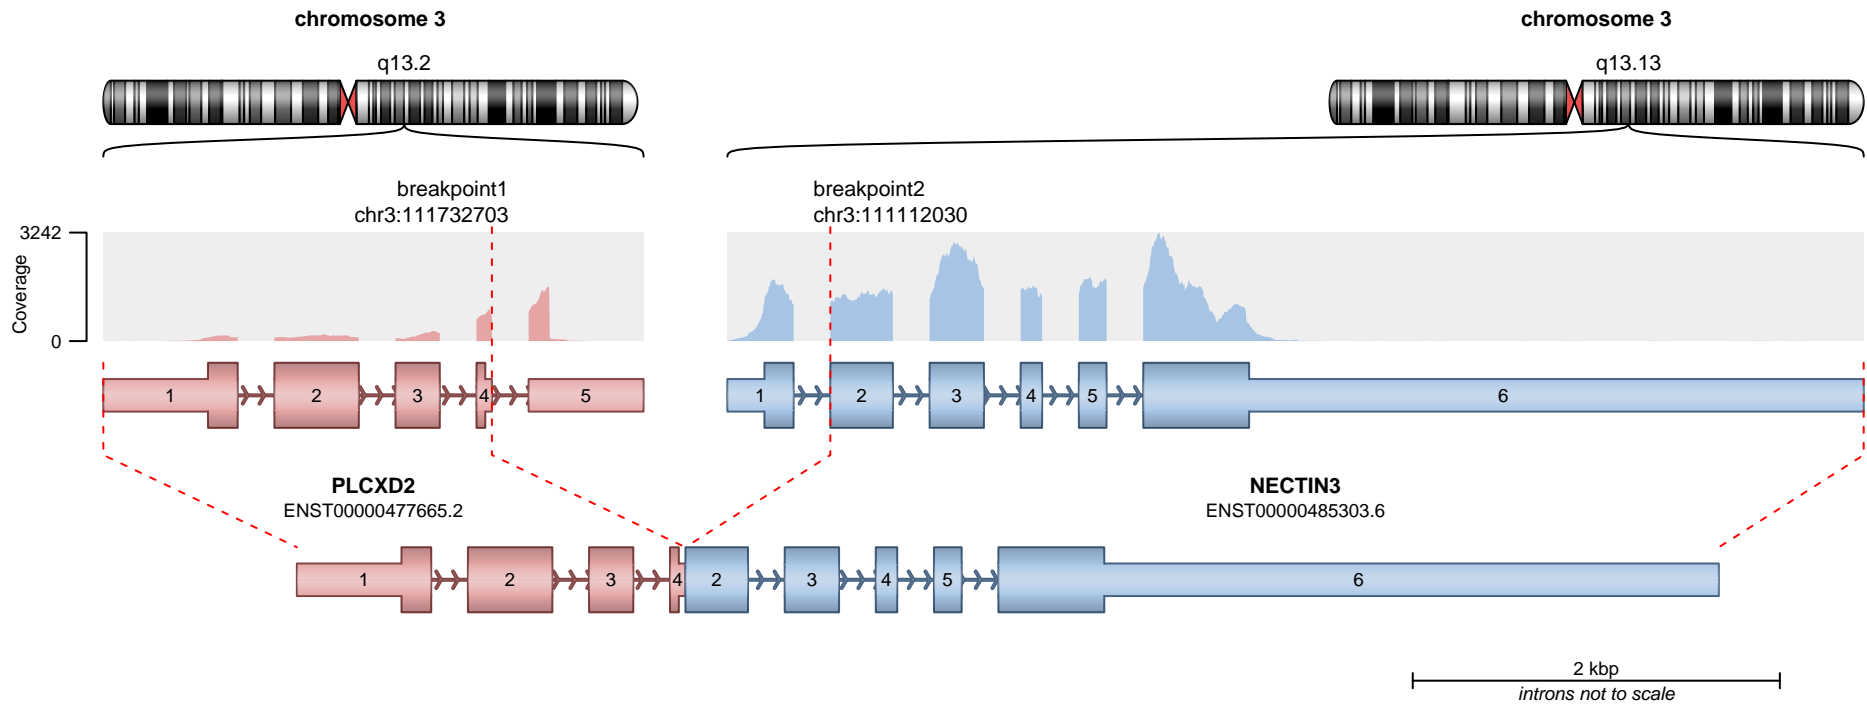 chromosome 3
chromosome 3
q13.2
q13.13
breakpoint1
chr3:111732703
breakpoint2
chr3:111112030
3242
0
Coverage
1 2 3 4 5
1 2 3 4 5 6
PLCXD2
ENST00000477665.2
NECTIN3
ENST00000485303.6
1 2 3 4 2 3 4 5 6
2 kbp
introns not to scale